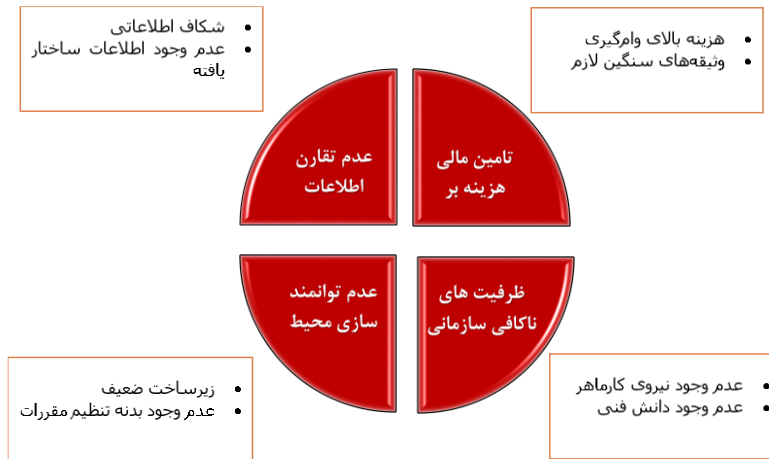 • هزینه بالای وام‌گیری
• وثیقه‌های سنگین لازم
• شکاف اطلاعاتی
• عدم وجود اطلاعات ساختار
یافته
تامین مالی
هزینه بر
عدم تقارن
اطلاعات
ظرفیت های
ناکافی سازمانی
عدم توانمند
سازی محیط
• عدم وجود نیروی کارماهر
• عدم وجود دانش فنی
• زیرساخت ضعیف
• عدم وجود بدنه تنظیم مقررات